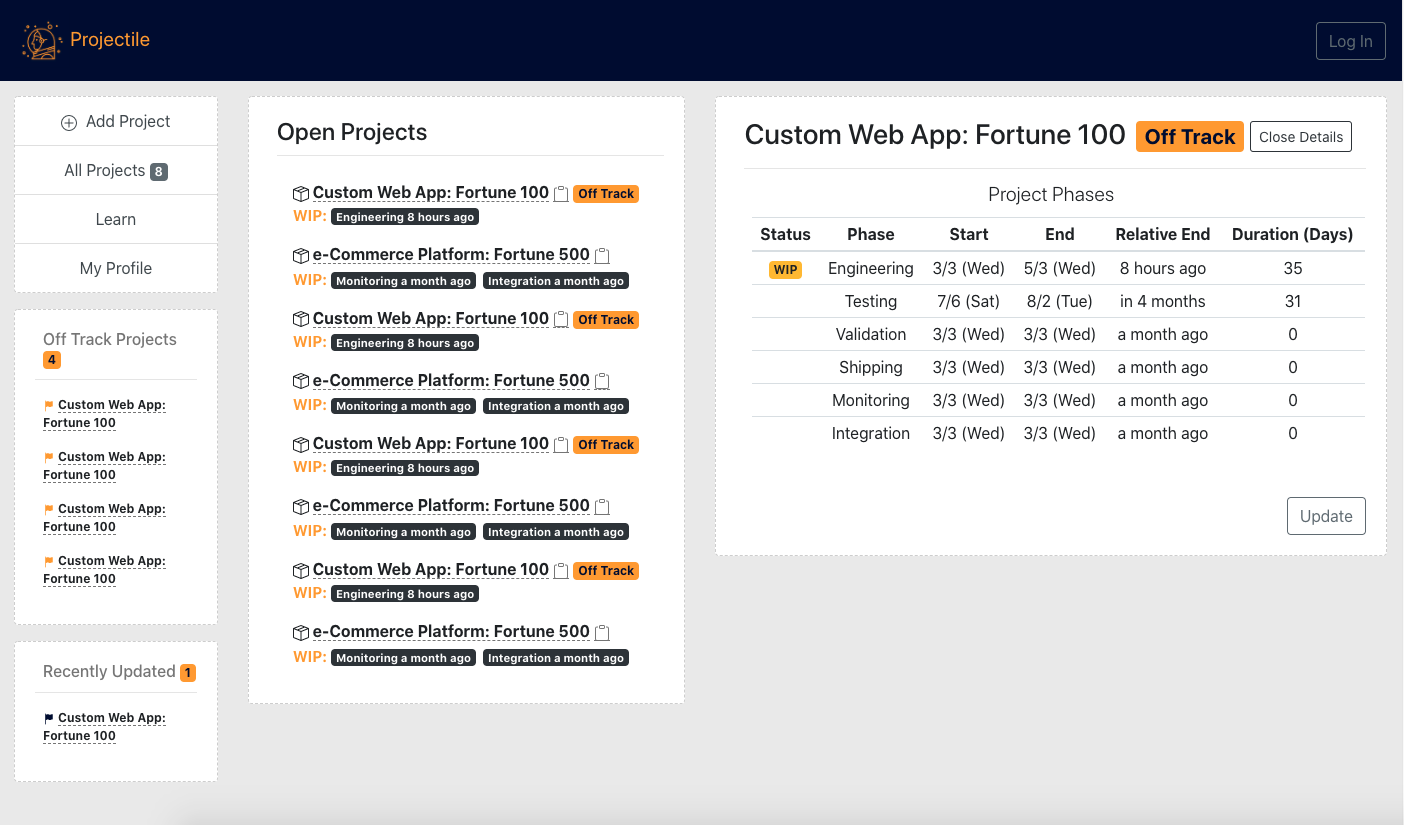 Projectile
Log In
Add Project
All Projects 8
Learn
My Profile
Off Track Projects
4
Custom Web App:
Fortune 100
Custom Web App:
Fortune 100
Custom Web App:
Fortune 100
Custom Web App:
Fortune 100
Recently Updated 1
Custom Web App:
Fortune 100
Open Projects
Custom Web App: Fortune 100 Off Track
WIP: Engineering 8 hours ago
e-Commerce Platform: Fortune 500
WIP: Monitoring a month ago Integration a month ago
Custom Web App: Fortune 100 Off Track
WIP: Engineering 8 hours ago
e-Commerce Platform: Fortune 500
WIP: Monitoring a month ago Integration a month ago
Custom Web App: Fortune 100 Off Track
WIP: Engineering 8 hours ago
e-Commerce Platform: Fortune 500
WIP: Monitoring a month ago Integration a month ago
Custom Web App: Fortune 100 Off Track
WIP: Engineering 8 hours ago
e-Commerce Platform: Fortune 500
WIP: Monitoring a month ago Integration a month ago
Custom Web App: Fortune 100 Off Track Close Details
Project Phases
Status Phase Start End Relative End Duration (Days)
WIP Engineering 3/3 (Wed) 5/3 (Wed) 8 hours ago 35
Testing 7/6 (Sat) 8/2 (Tue) in 4 months 31
Validation 3/3 (Wed) 3/3 (Wed) a month ago 0
Shipping 3/3 (Wed) 3/3 (Wed) a month ago 0
Monitoring 3/3 (Wed) 3/3 (Wed) a month ago 0
Integration 3/3 (Wed) 3/3 (Wed) a month ago 0
Update